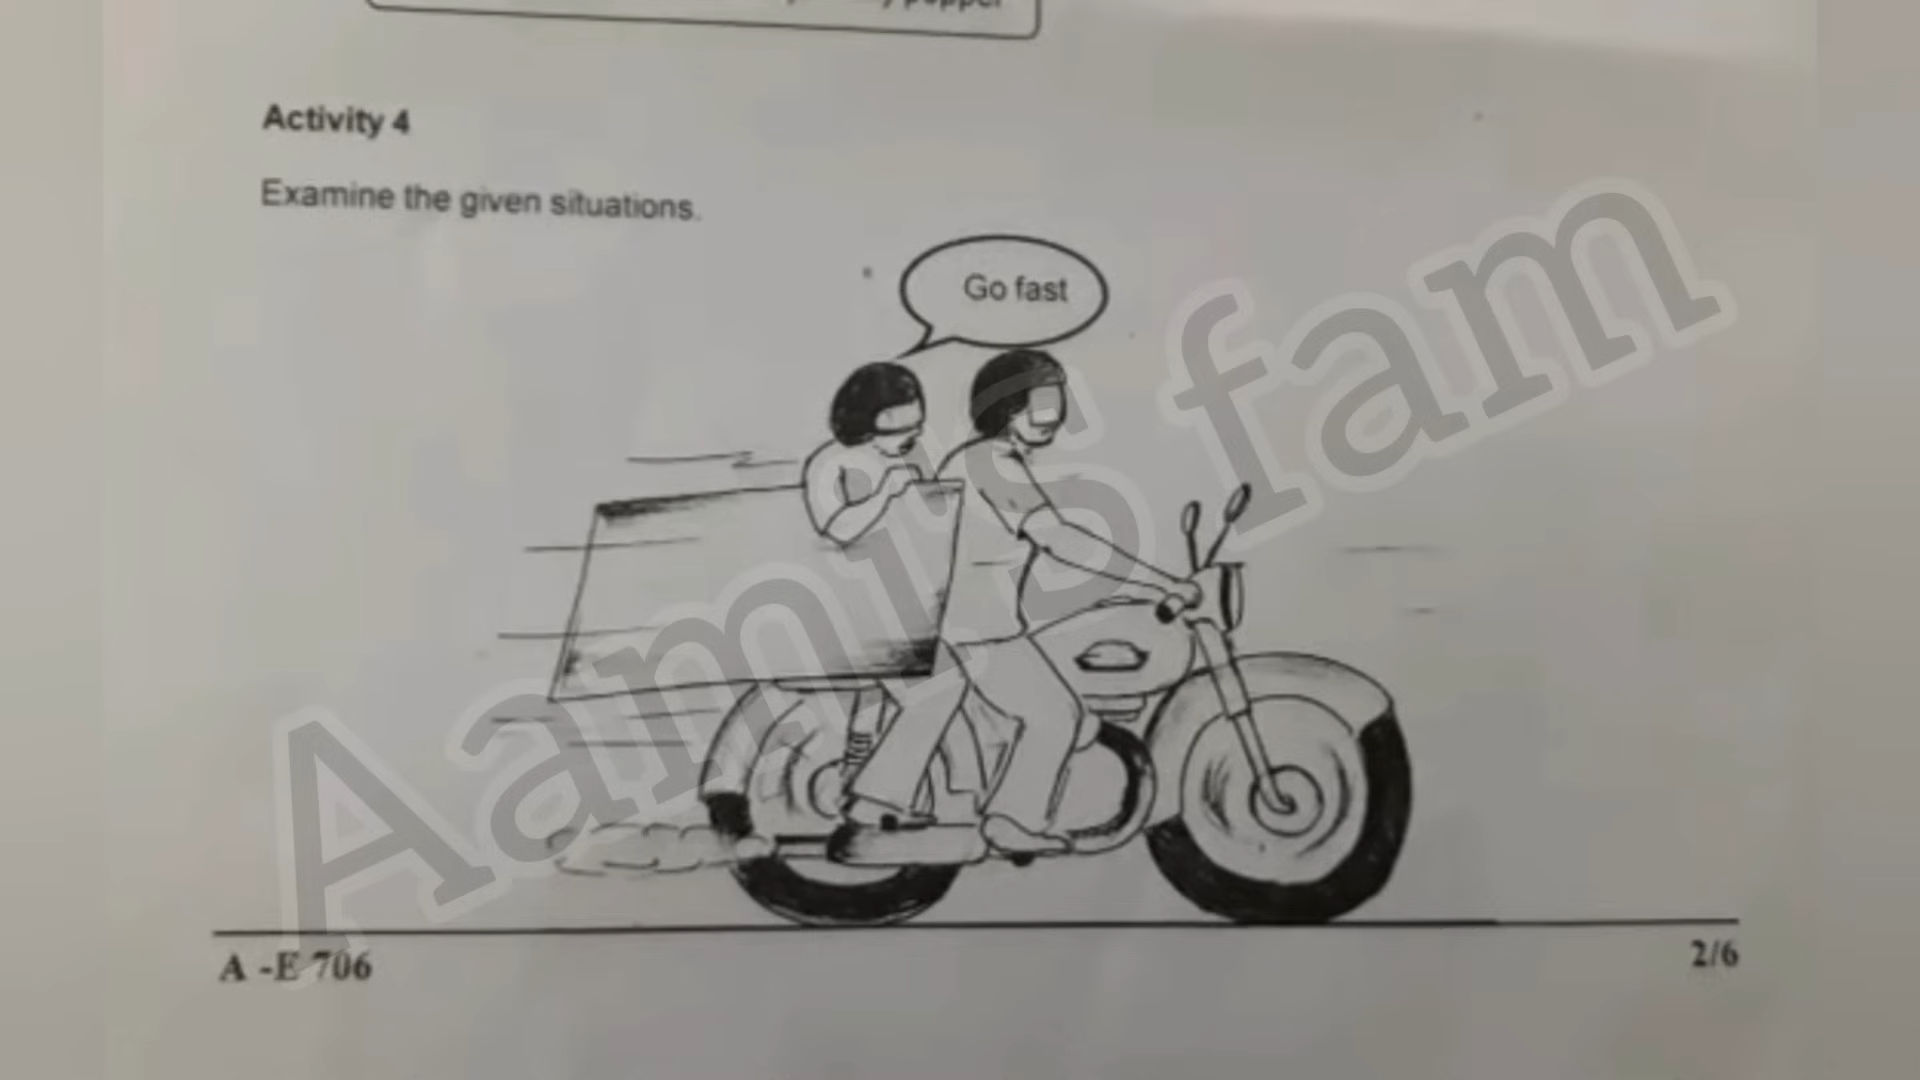 Activity 4
Examine the given situations.
Go fast
A -E 706
2/6
Aami's fam